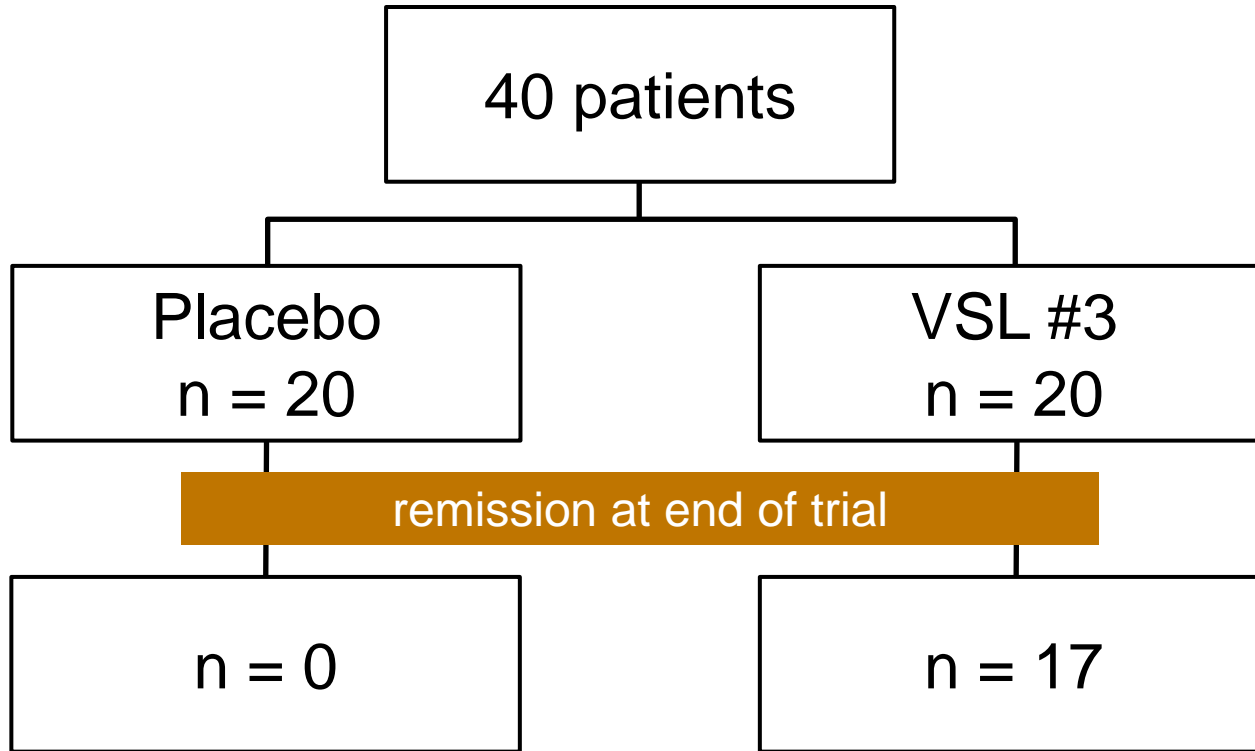 40 patients
Placebo
n = 20
VSL #3
n = 20
remission at end of trial
n = 0
n = 17